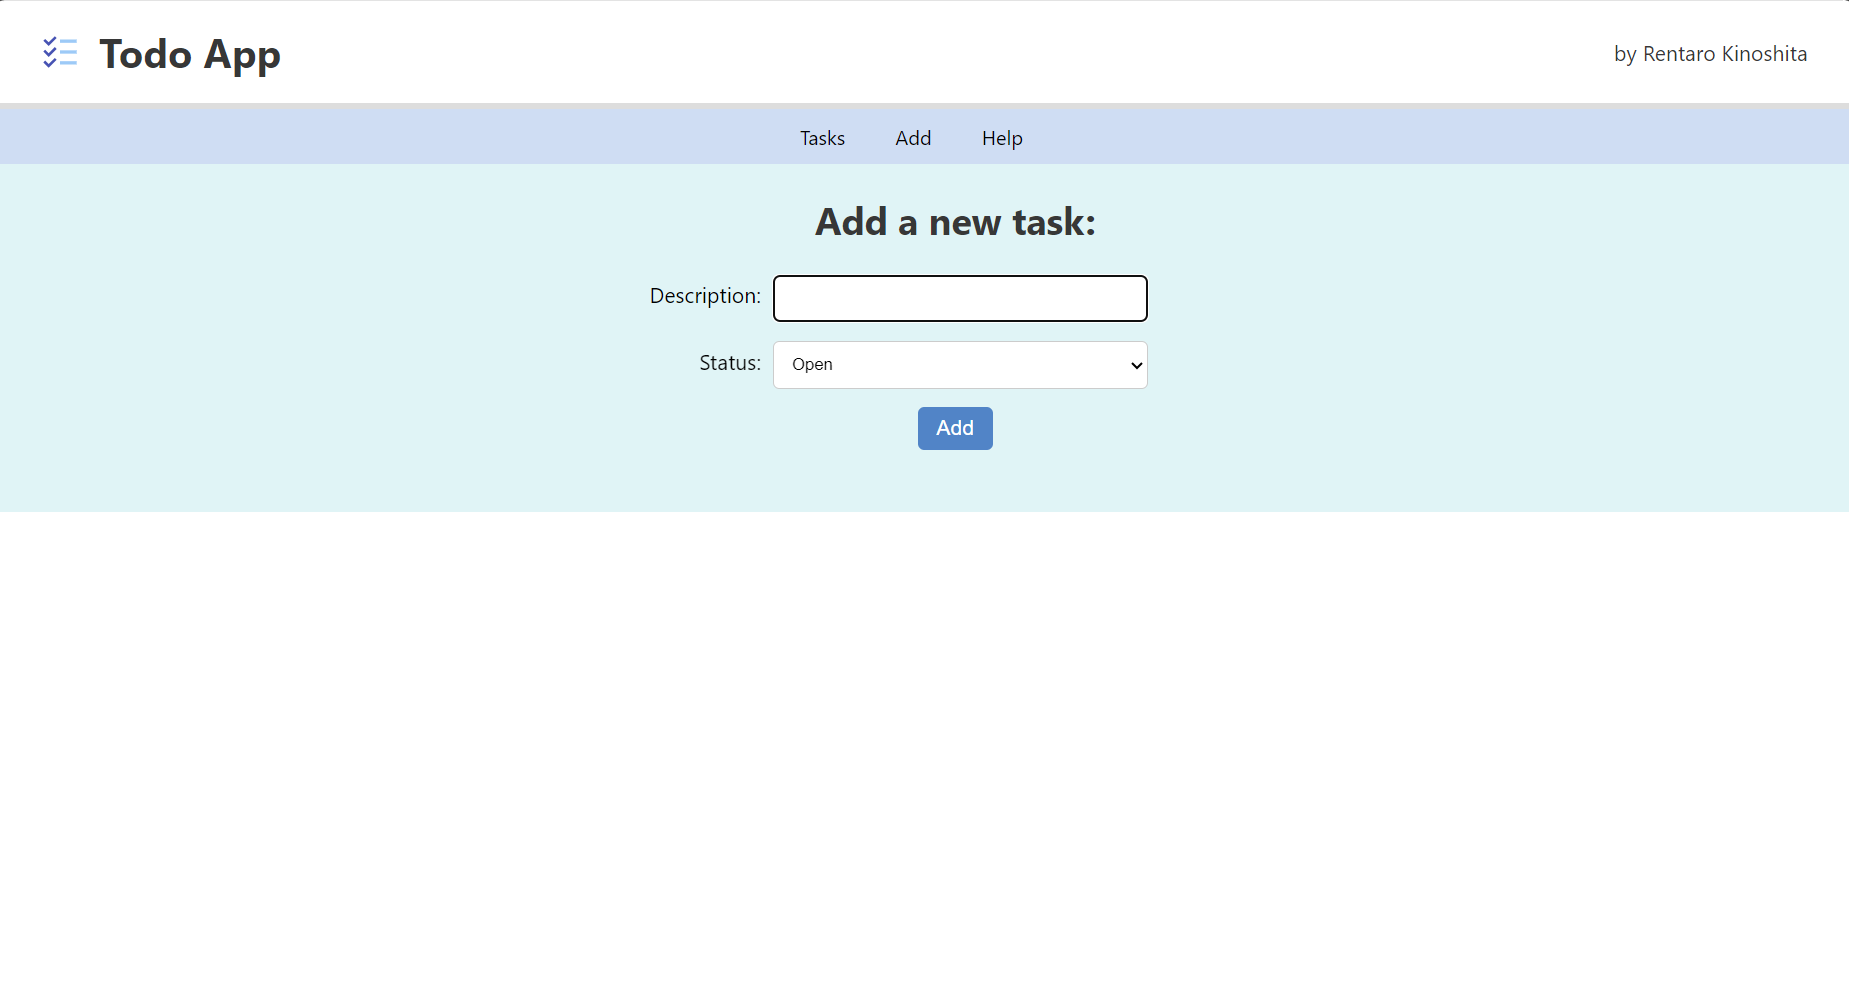 Todo App
by Rentaro Kinoshita
Tasks Add Help
Add a new task:
Description:
Status: Open
Add